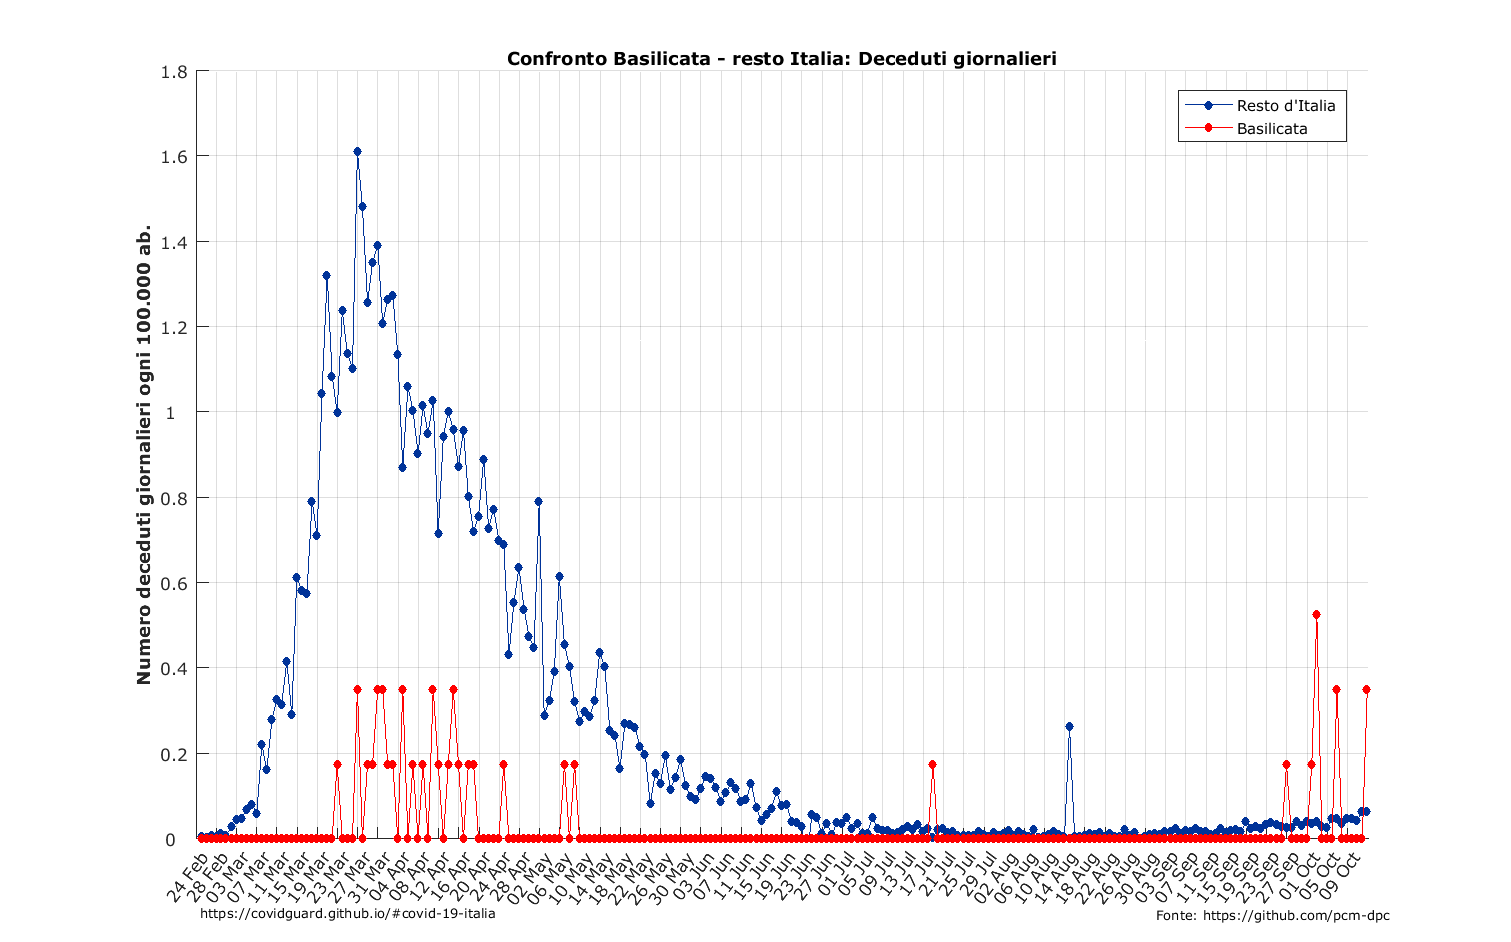 Confronto Basilicata - resto Italia: Deceduti giornalieri
Resto d'Italia
Basilicata
Numero deceduti giornalieri ogni 100.000 ab.
1.8
1.6
1.4
1.2
1
0.8
0.6
0.4
0.2
0
24 Feb
28 Feb
03 Mar
07 Mar
11 Mar
15 Mar
19 Mar
23 Mar
27 Mar
31 Mar
04 Apr
08 Apr
12 Apr
16 Apr
20 Apr
24 Apr
28 Apr
02 May
06 May
10 May
14 May
18 May
22 May
26 May
30 May
03 Jun
07 Jun
11 Jun
15 Jun
19 Jun
23 Jun
27 Jun
01 Jul
05 Jul
09 Jul
13 Jul
17 Jul
21 Jul
25 Jul
29 Jul
02 Aug
06 Aug
10 Aug
14 Aug
18 Aug
22 Aug
26 Aug
30 Aug
03 Sep
07 Sep
11 Sep
15 Sep
19 Sep
23 Sep
27 Sep
01 Oct
05 Oct
09 Oct
https://covidguard.github.io/#covid-19-italia
Fonte: https://github.com/pcm-dpc